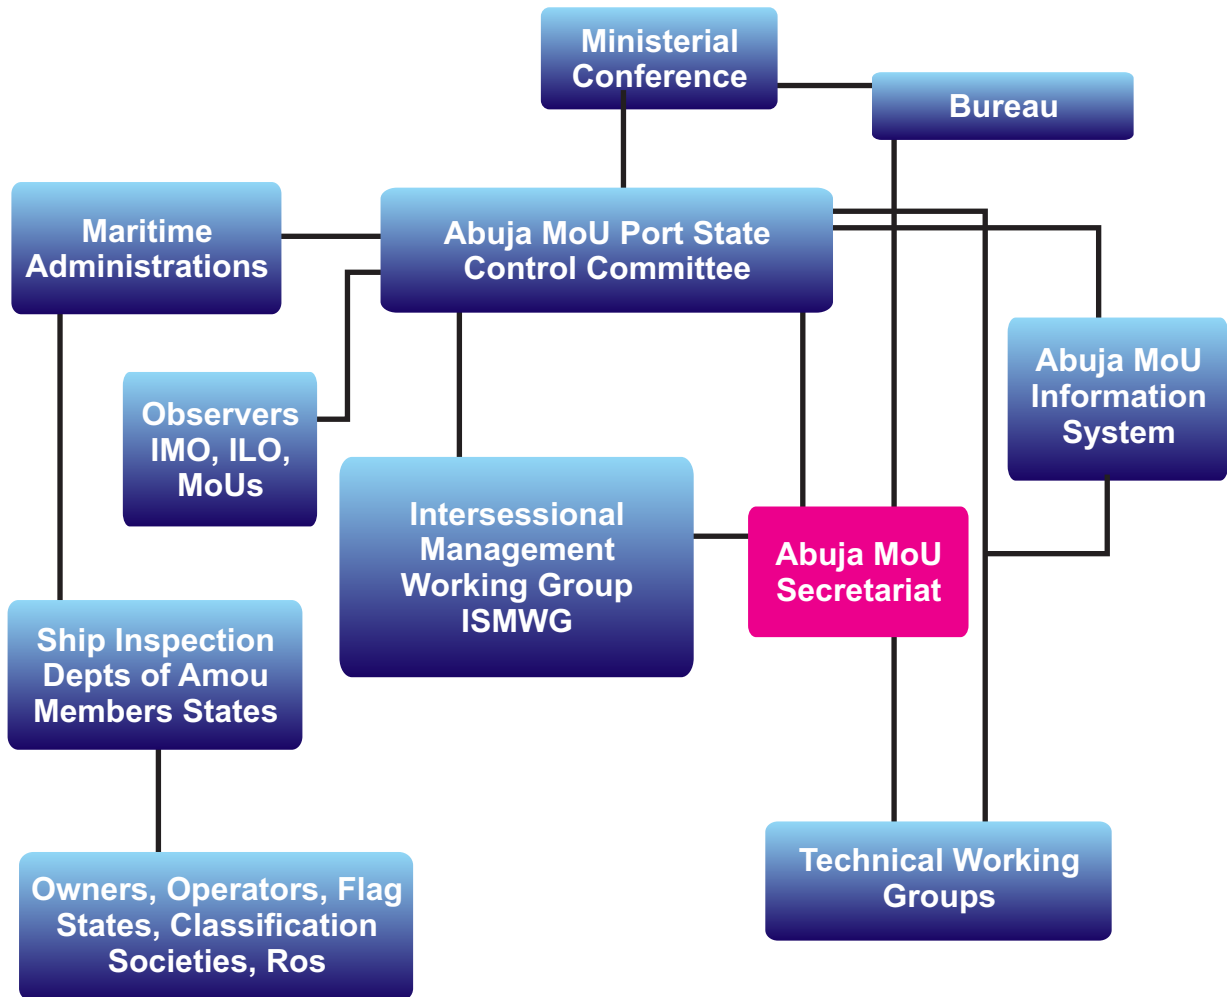 Ministerial
Conference
Bureau
Maritime
Administrations
Abuja MoU Port State
Control Committee
Observers
IMO, ILO,
MoUs
Abuja MoU
Information
System
Intersessional
Management
Working Group
ISMWG
Abuja MoU
Secretariat
Ship Inspection
Depts of Amou
Members States
Technical Working
Groups
Owners, Operators, Flag
States, Classification
Societies, Ros